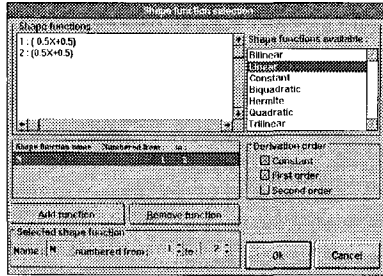 Shape function selection
Shape functions
1 : ( 0.5X+0.5)
2 : (0.5X+0.5)
Shape functions available :
Bilinear
Linear
Constant
Biquadratic
Hermite
Quadratic
Trilinear
Shape function name Numbered from to :
N 1 2
Derivation order
Constant
First order
Second order
Add function
Remove function
Selected shape function
Name : N numbered from : 1 to 2
Ok
Cancel